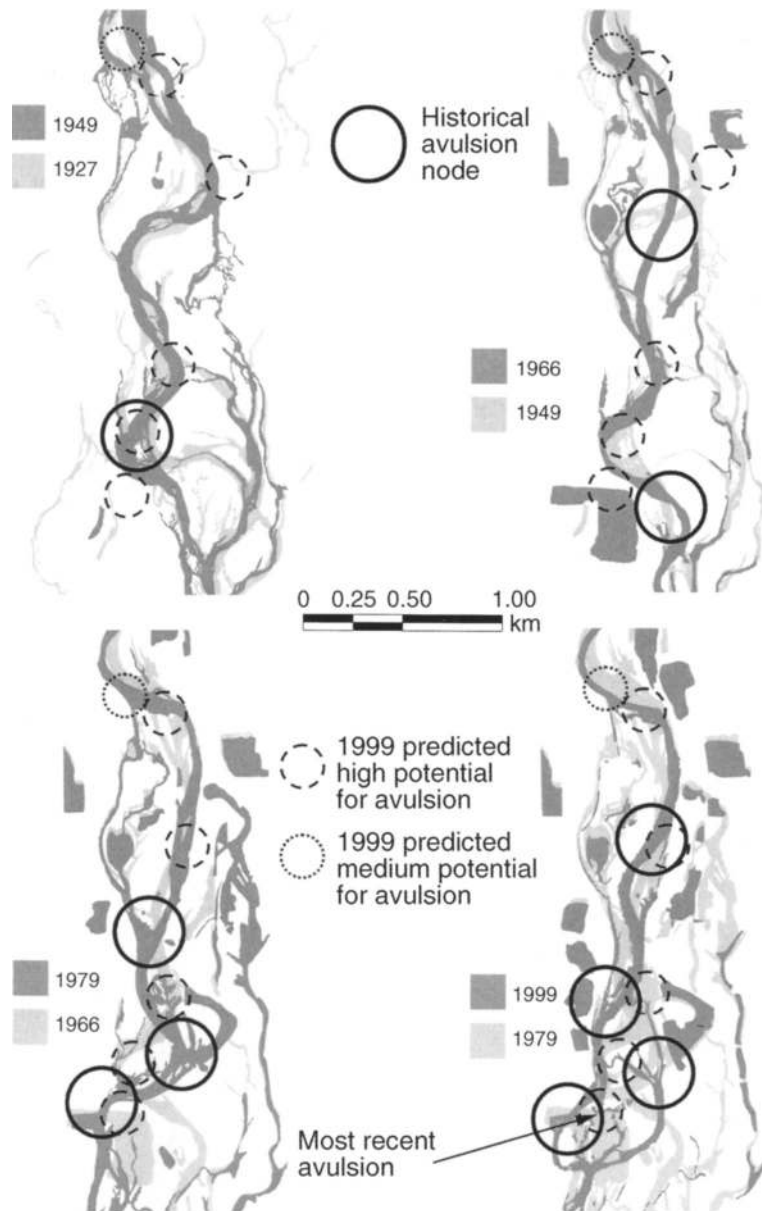 1949
1927
Historical
avulsion
node
1966
1949
0 0.25 0.50 1.00
km
1999 predicted
high potential
for avulsion
1999 predicted
medium potential
for avulsion
1979
1966
1999
1979
Most recent
avulsion